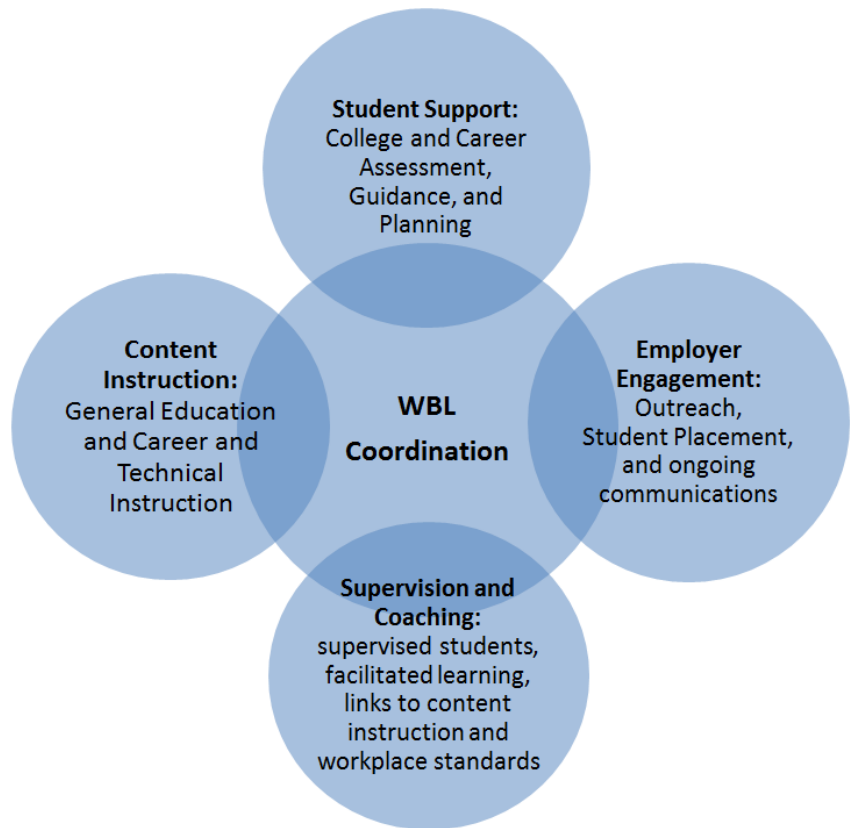 Student Support:
College and Career
Assessment,
Guidance, and
Planning
Content
Instruction:
General Education
and Career and
Technical
Instruction
WBL
Coordination
Employer
Engagement:
Outreach,
Student Placement,
and ongoing
communications
Supervision and
Coaching:
supervised students,
facilitated learning,
links to content
instruction and
workplace standards